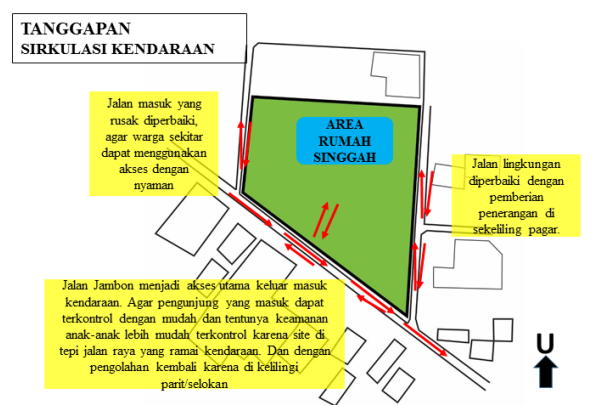 TANGGAPAN
SIRKULASI KENDARAAN
Jalan masuk yang
rusak diperbaiki,
agar warga sekitar
dapat menggunakan
akses dengan
nyaman
AREA
RUMAH
SINGGAH
Jalan lingkungan
diperbaiki dengan
pemberian
penerangan di
sekeliling pagar.
Jalan Jambon menjadi akses utama keluar masuk
kendaraan. Agar pengunjung yang masuk dapat
terkontrol dengan mudah dan tentunya keamanan
anak-anak lebih mudah terkontrol karena site di
tepi jalan raya yang ramai kendaraan. Dan dengan
pengolahan kembali karena di kelilingi
parit/selokan
U